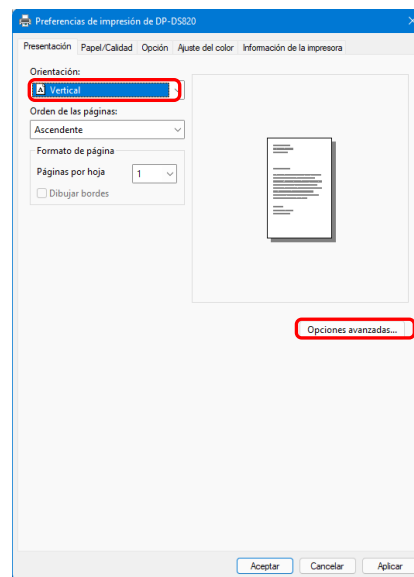 Preferencias de impresión de DP-DS820
Presentación Papel/Calidad Opción Ajuste del color Información de la impresora
Orientación:
A Vertical
Orden de las páginas:
Ascendente
Formato de página
Páginas por hoja 1
Dibujar bordes
Opciones avanzadas...
Aceptar Cancelar Aplicar